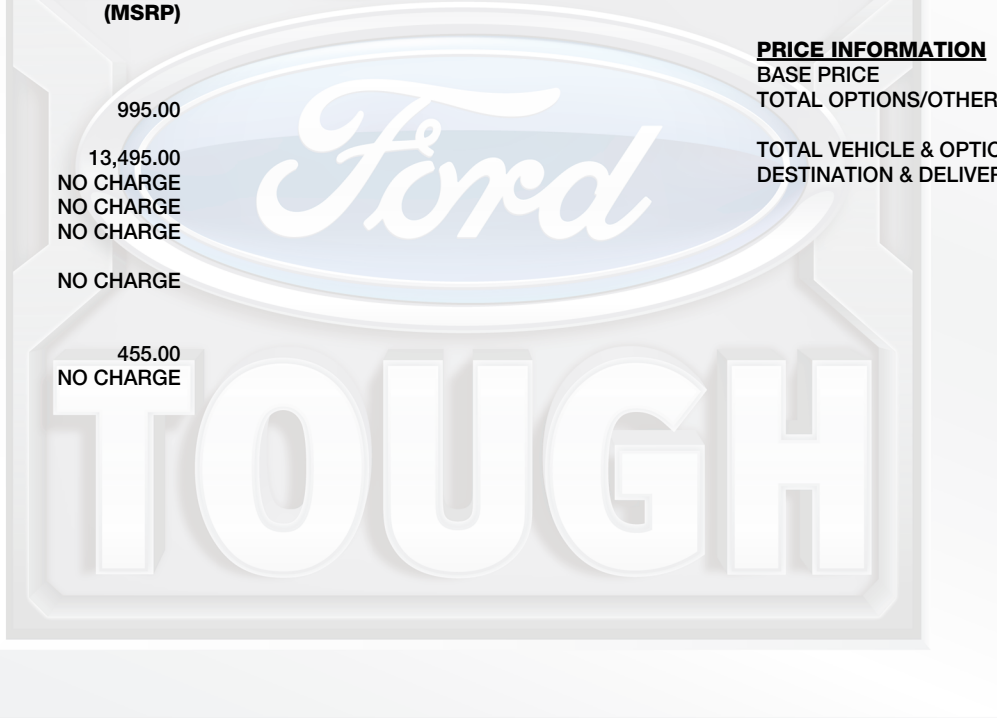 (MSRP)
995.00
13,495.00
NO CHARGE
NO CHARGE
NO CHARGE
NO CHARGE
455.00
NO CHARGE
PRICE INFORMATION
BASE PRICE
TOTAL OPTIONS/OTHER
TOTAL VEHICLE & OPTIO
DESTINATION & DELIVER
Ford
TOUGH